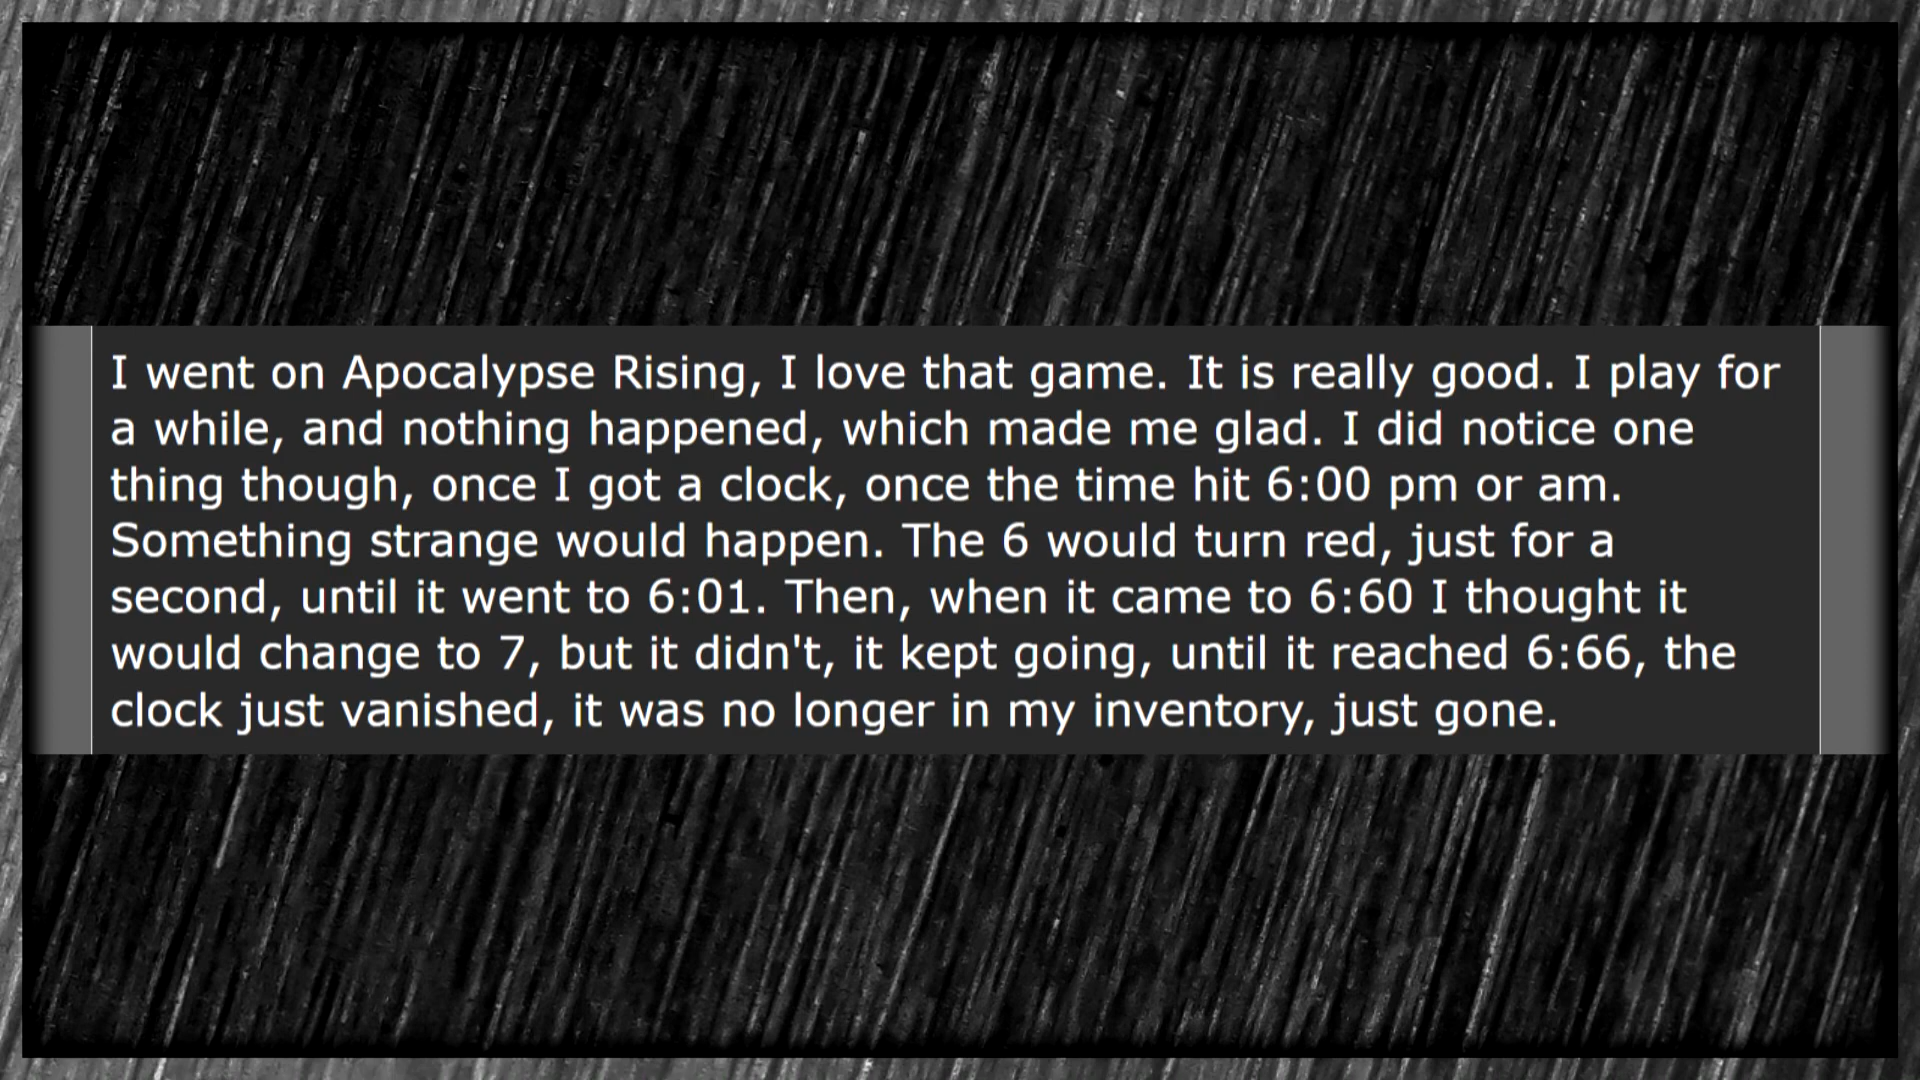 I went on Apocalypse Rising, I love that game. It is really good. I play for
a while, and nothing happened, which made me glad. I did notice one
thing though, once I got a clock, once the time hit 6:00 pm or am.
Something strange would happen. The 6 would turn red, just for a
second, until it went to 6:01. Then, when it came to 6:60 I thought it
would change to 7, but it didn't, it kept going, until it reached 6:66, the
clock just vanished, it was no longer in my inventory, just gone.